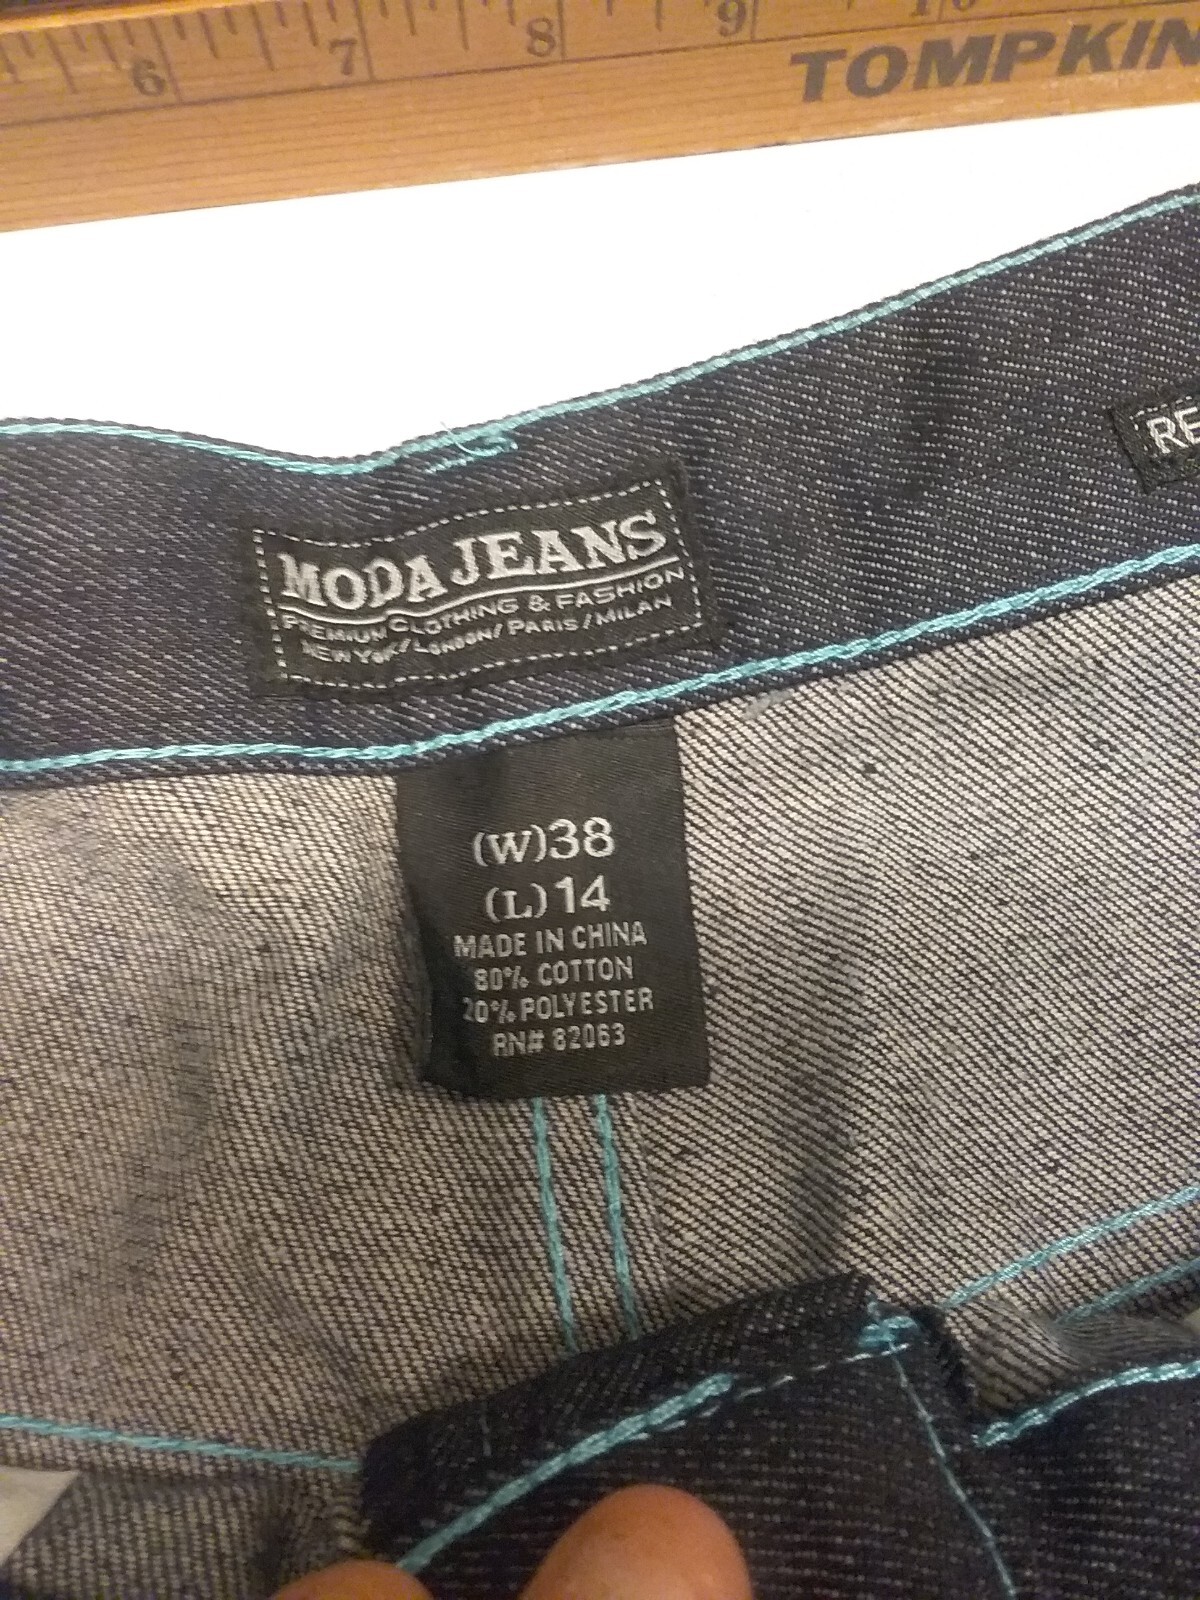 6 7 8 9 10
TOMPKIN
RE
MODA JEANS
PREMIUM CLOTHING & FASHION
NEW YORK/LONDON/PARIS/MILAN
(W)38
(L)14
MADE IN CHINA
80% COTTON
20% POLYESTER
RN# 82063